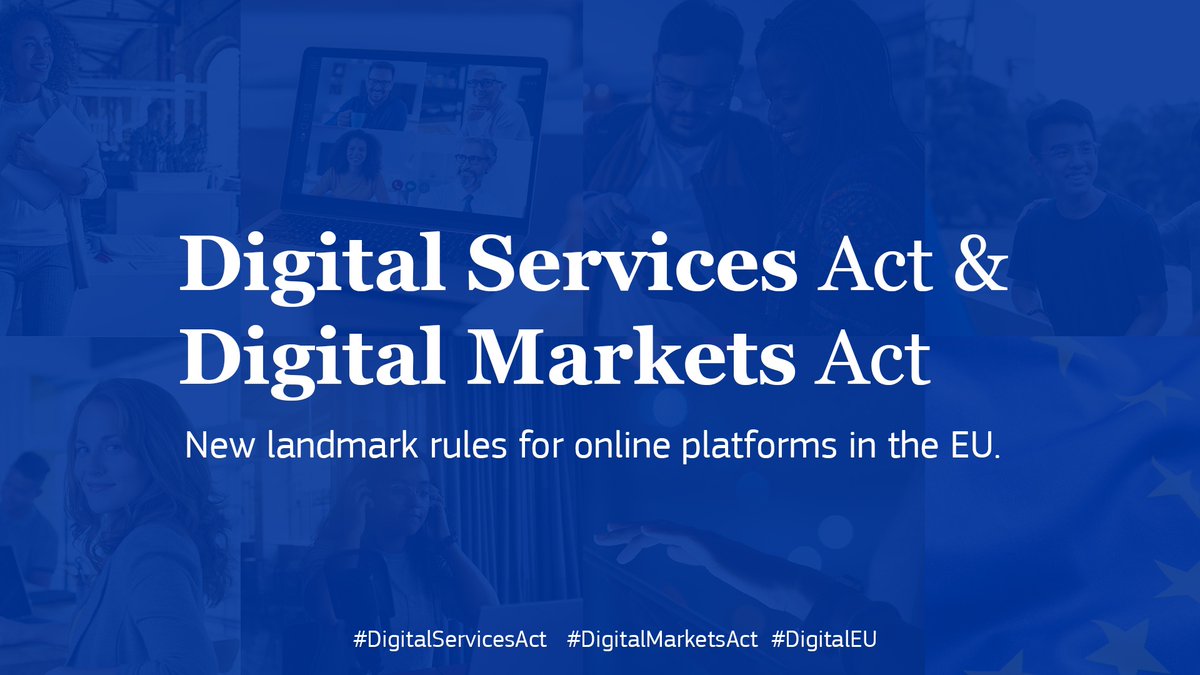 Digital Services Act &
Digital Markets Act
New landmark rules for online platforms in the EU.
#DigitalServicesAct #DigitalMarketsAct #DigitalEU